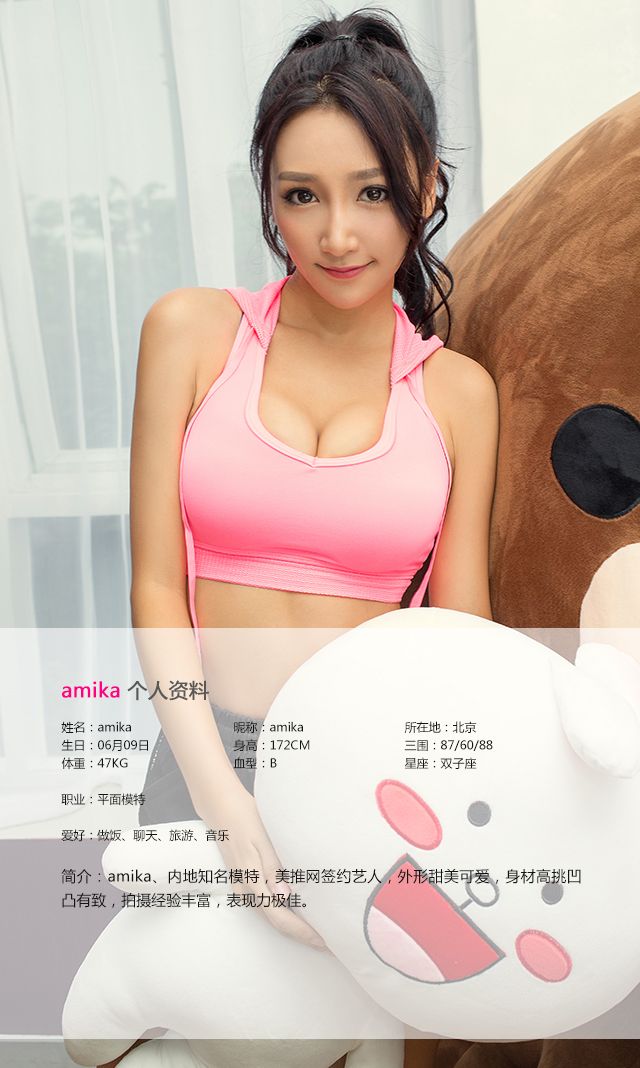 amika 个人资料
姓名：amika 昵称：amika 所在地：北京
生日：06月09日 身高：172CM 三围：87/60/88
体重：47KG 血型：B 星座：双子座
职业：平面模特
爱好：做饭、聊天、旅游、音乐
简介：amika、内地知名模特，美推网签约艺人，外形甜美可爱，身材高挑凹
凸有致，拍摄经验丰富，表现力极佳。